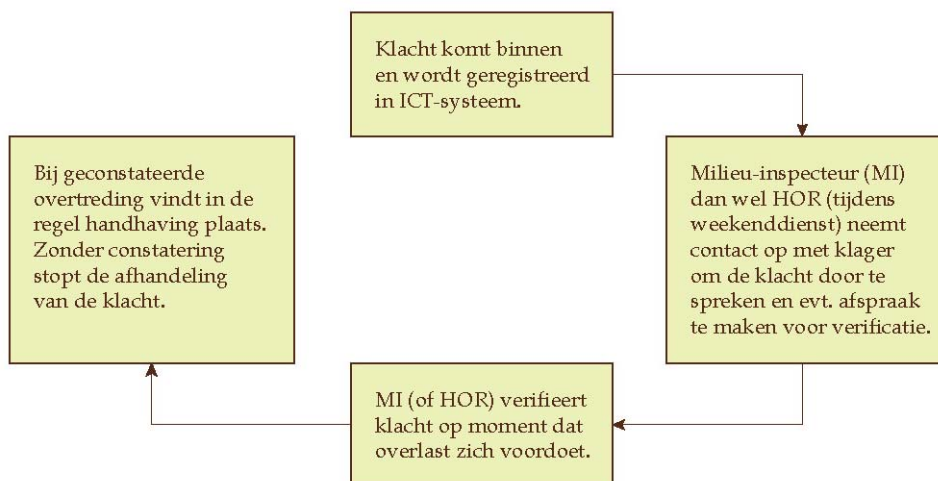 Klacht komt binnen
en wordt geregistreerd
in ICT-systeem.
Milieu-inspecteur (MI)
dan wel HOR (tijdens
weekenddienst) neemt
contact op met klager
om de klacht door te
spreken en evt. afspraak
te maken voor verificatie.
MI (of HOR) verifieert
klacht op moment dat
overlast zich voordoet.
Bij geconstateerde
overtreding vindt in de
regel handhaving plaats.
Zonder constatering
stopt de afhandeling
van de klacht.